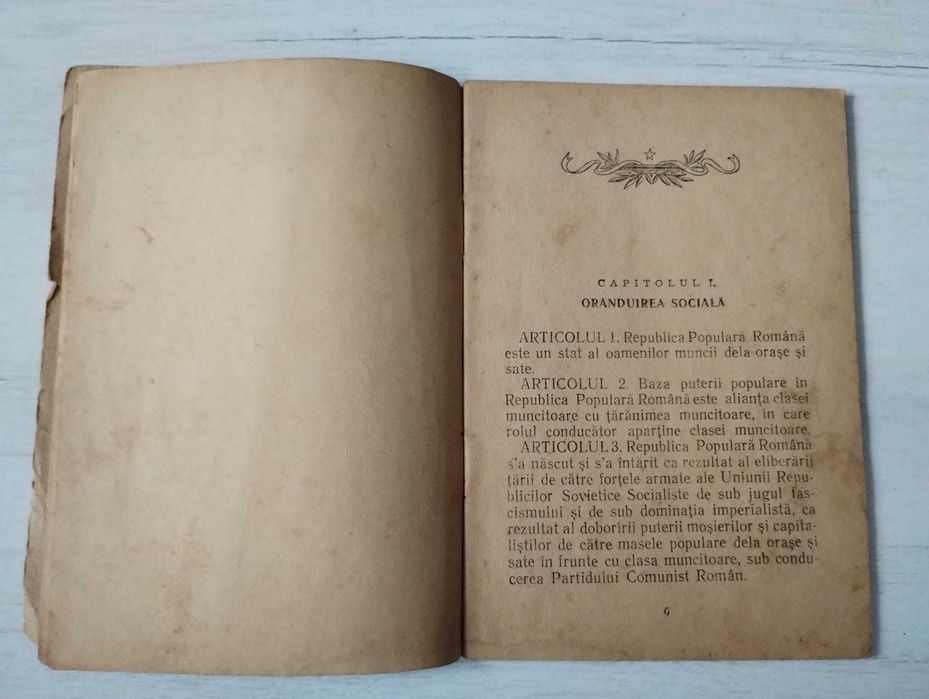 CAPITOLUL I.
ORÂNDUIREA SOCIALĂ
ARTICOLUL 1. Republica Populară Română
este un stat al oamenilor muncii dela orașe și
sate.
ARTICOLUL 2. Baza puterii populare în
Republica Populară Română este alianța clasei
muncitoare cu țărănimea muncitoare, în care
rolul conducător aparține clasei muncitoare.
ARTICOLUL 3. Republica Populară Română
s'a născut și s'a întărit ca rezultat al eliberării
țării de către forțele armate ale Uniunii Repu-
blicilor Sovietice Socialiste de sub jugul fas-
cismului și de sub dominația imperialistă, ca
rezultat al doborîrii puterii moșierilor și capita-
liștilor de către masele populare dela orașe și
sate în frunte cu clasa muncitoare, sub condu-
cerea Partidului Comunist Român.